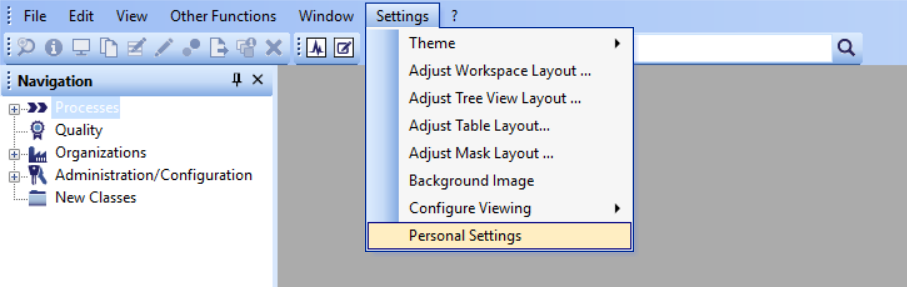 File Edit View Other Functions Window Settings ?
Navigation
Processes
Quality
Organizations
Administration/Configuration
New Classes
Theme
Adjust Workspace Layout ...
Adjust Tree View Layout ...
Adjust Table Layout...
Adjust Mask Layout ...
Background Image
Configure Viewing
Personal Settings